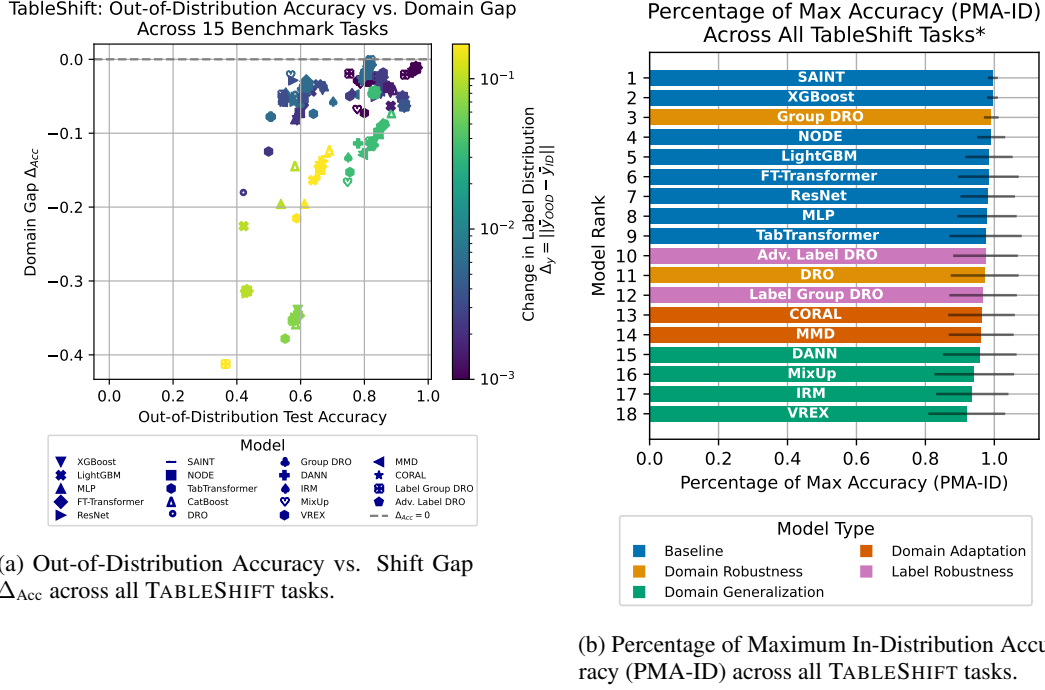 TableShift: Out-of-Distribution Accuracy vs. Domain Gap
Across 15 Benchmark Tasks
0.0
−0.1
−0.2
−0.3
−0.4
Domain Gap Δ_Acc
0.0
0.2
0.4
0.6
0.8
1.0
Out-of-Distribution Test Accuracy
10⁻¹
10⁻²
10⁻³
Change in Label Distribution
Δ_y = ||ȳ_OOD − ȳ_ID||
Model
XGBoost
LightGBM
MLP
FT-Transformer
ResNet
SAINT
NODE
TabTransformer
CatBoost
DRO
Group DRO
DANN
IRM
MixUp
VREX
MMD
CORAL
Label Group DRO
Adv. Label DRO
Δ_Acc = 0
(a) Out-of-Distribution Accuracy vs. Shift Gap
Δ_Acc across all TABLESHIFT tasks.
Percentage of Max Accuracy (PMA-ID)
Across All TableShift Tasks*
Model Rank
1 SAINT
2 XGBoost
3 Group DRO
4 NODE
5 LightGBM
6 FT-Transformer
7 ResNet
8 MLP
9 TabTransformer
10 Adv. Label DRO
11 DRO
12 Label Group DRO
13 CORAL
14 MMD
15 DANN
16 MixUp
17 IRM
18 VREX
0.0
0.2
0.4
0.6
0.8
1.0
Percentage of Max Accuracy (PMA-ID)
Model Type
Baseline
Domain Robustness
Domain Generalization
Domain Adaptation
Label Robustness
(b) Percentage of Maximum In-Distribution Accu
racy (PMA-ID) across all TABLESHIFT tasks.